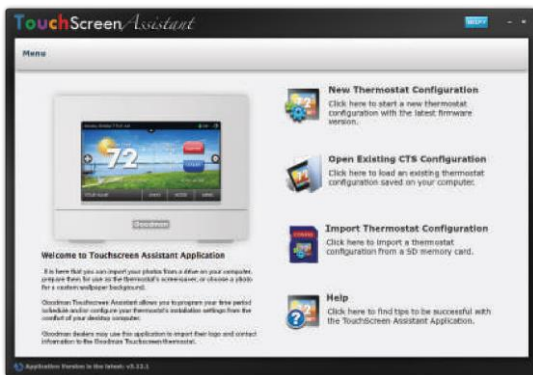 TouchScreen Assistant
Menu
72
Goodman
Welcome to Touchscreen Assistant Application
It is here that you can import your photos from a drive on your computer,
prepare them for use as the thermostat's screensaver, or choose a photo
for a custom wallpaper background.
Goodman Touchscreen Assistant allows you to program your time period
schedule and/or configure your thermostat's installation settings from the
comfort of your desktop computer.
Goodman dealers may use this application to import their logo and contact
information to the Goodman Touchscreen thermostat.
New Thermostat Configuration
Click here to start a new thermostat
configuration with the latest firmware
version.
Open Existing CTS Configuration
Click here to load an existing thermostat
configuration saved on your computer.
Import Thermostat Configuration
Click here to import a thermostat
configuration from a SD memory card.
Help
Click here to find tips to be successful with
the TouchScreen Assistant Application.
Application Version is the latest: